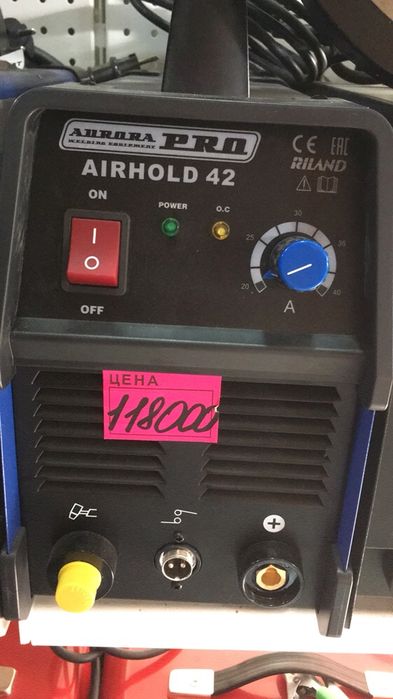 AURORA PRO
WELDING EQUIPMENT
CE EAC
RILAND
AIRHOLD 42
ON
POWER
O.C
I
O
OFF
20
25
30
35
40
A
ЦЕНА
118000
+